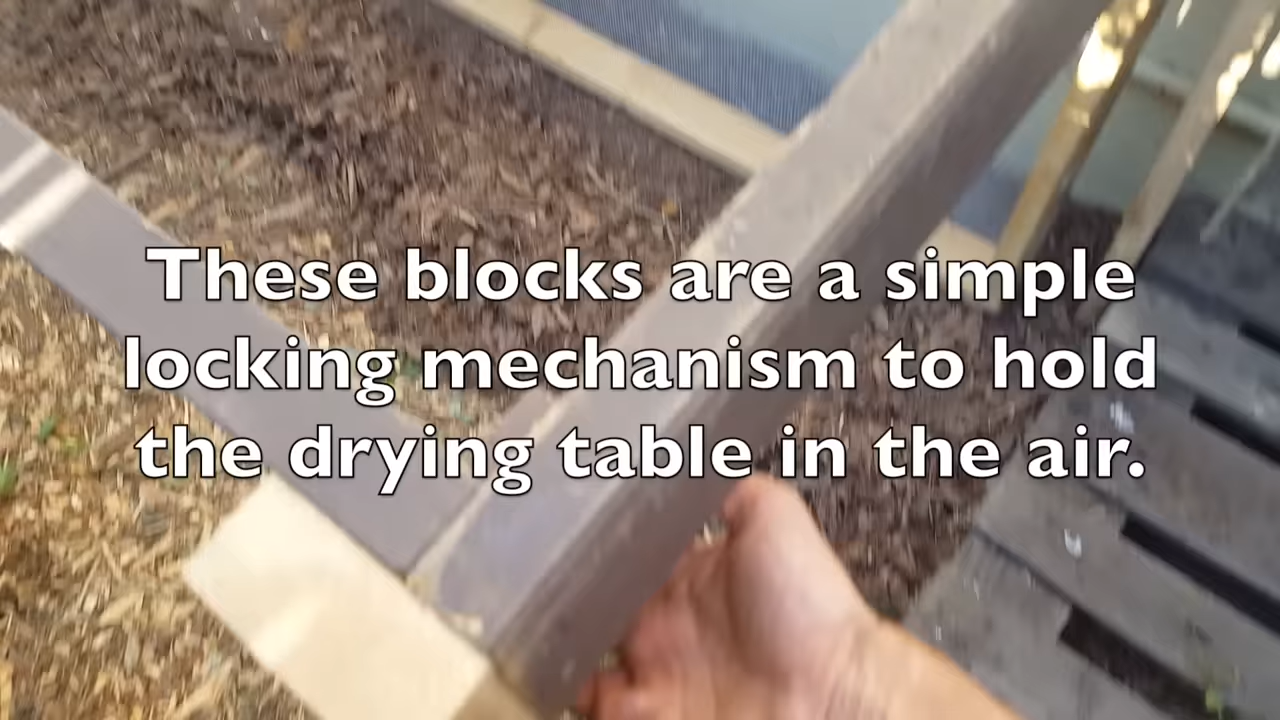 These blocks are a simple
locking mechanism to hold
the drying table in the air.